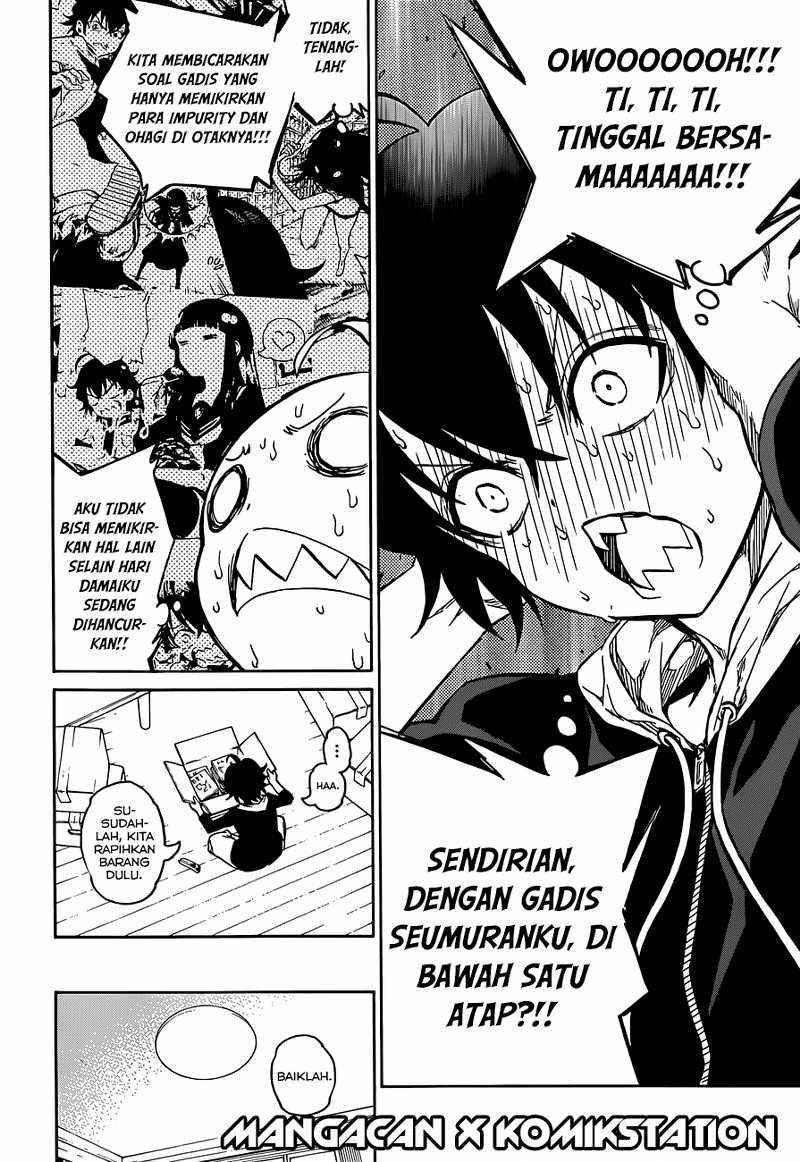 OWOOOOOOH!!!
TI, TI, TI,
TINGGAL BERSA-
MAAAAAAA!!!
SENDIRIAN,
DENGAN GADIS
SEUMURANKU, DI
BAWAH SATU
ATAP?!!
TIDAK,
TENANG-
LAH!
KITA MEMBICARAKAN
SOAL GADIS YANG
HANYA MEMIKIRKAN
PARA IMPURITY DAN
OHAGI DI OTAKNYA!!!
AKU TIDAK
BISA MEMIKIR-
KAN HAL LAIN
SELAIN HARI
DAMAIKU
SEDANG
DIHANCUR-
KAN!!
...
HAA.
SU-
SUDAH-
LAH, KITA
RAPIHKAN
BARANG
DULU.
BAIKLAH.
MANGACAN X KOMIKSTATION